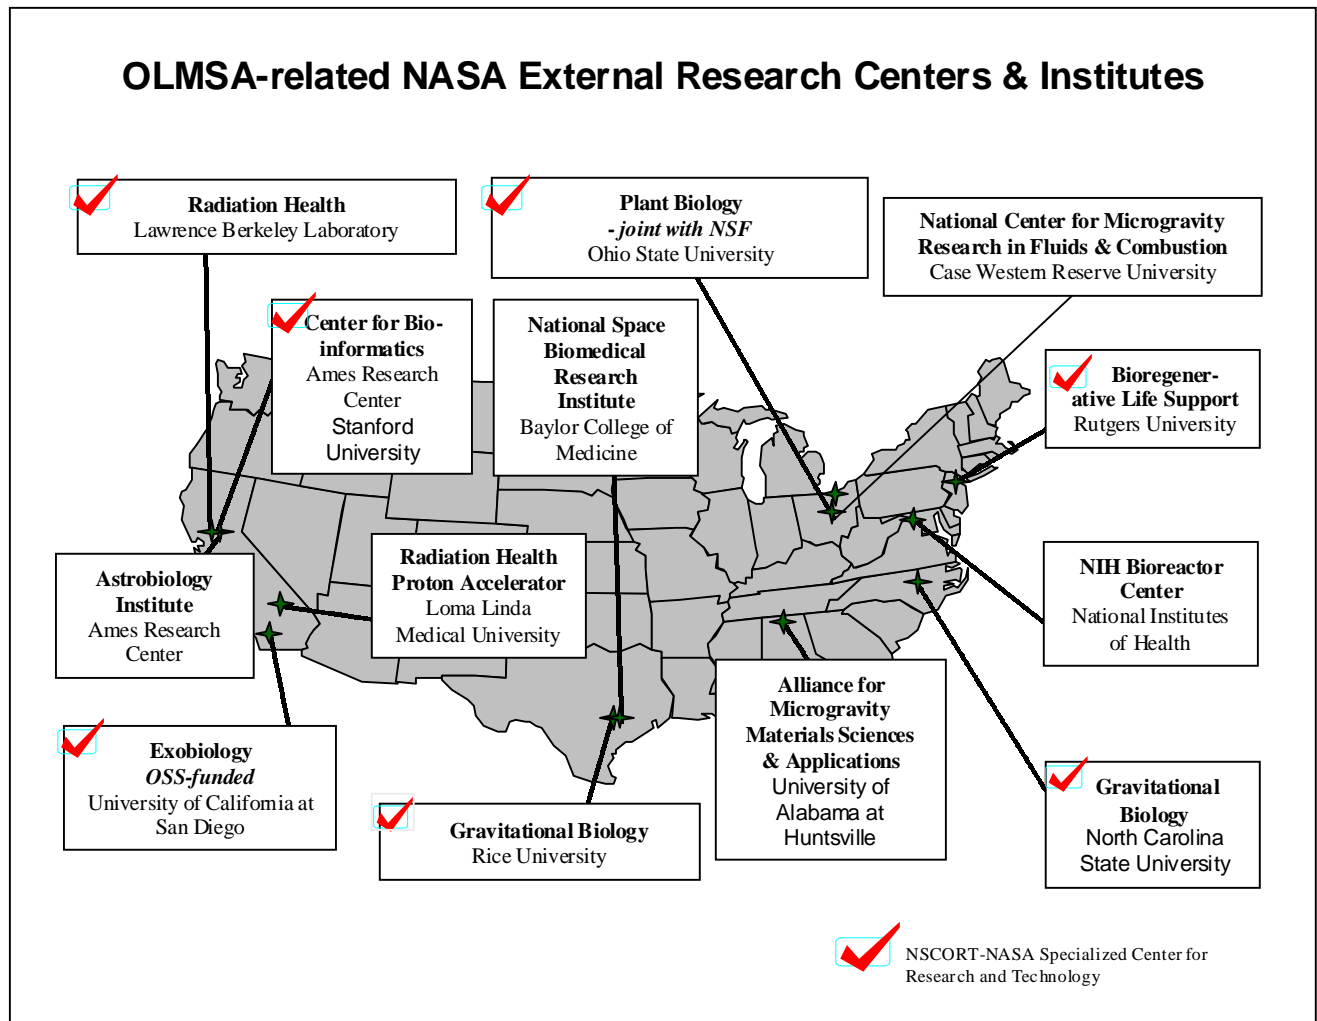 OLMSA-related NASA External Research Centers & Institutes
Radiation Health
Lawrence Berkeley Laboratory
Plant Biology
- joint with NSF
Ohio State University
National Center for Microgravity
Research in Fluids & Combustion
Case Western Reserve University
Center for Bio-
informatics
Ames Research
Center
Stanford
University
National Space
Biomedical
Research
Institute
Baylor College of
Medicine
Bioregener-
ative Life Support
Rutgers University
Astrobiology
Institute
Ames Research
Center
Radiation Health
Proton Accelerator
Loma Linda
Medical University
NIH Bioreactor
Center
National Institutes
of Health
Exobiology
OSS-funded
University of California at
San Diego
Gravitational Biology
Rice University
Alliance for
Microgravity
Materials Sciences
& Applications
University of
Alabama at
Huntsville
Gravitational
Biology
North Carolina
State University
NSCORT-NASA Specialized Center for
Research and Technology